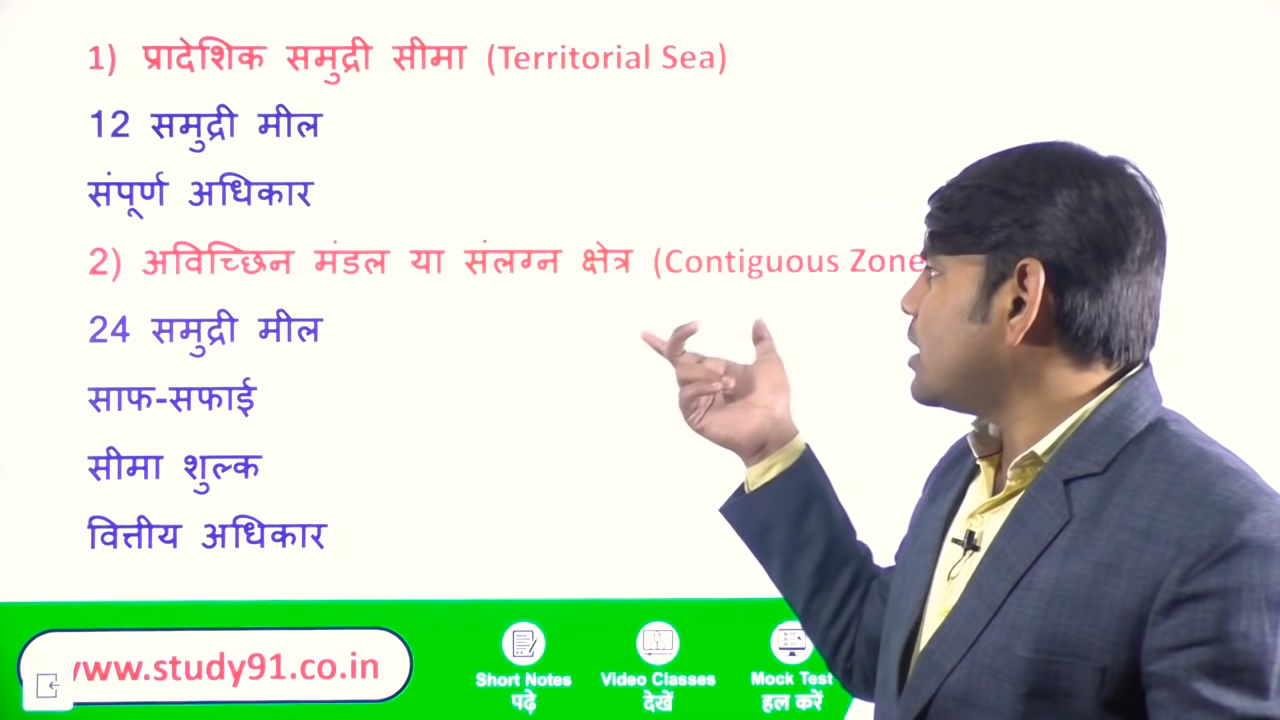 1) प्रादेशिक समुद्री सीमा (Territorial Sea)
12 समुद्री मील
संपूर्ण अधिकार
2) अविच्छिन मंडल या संलग्न क्षेत्र (Contiguous Zone
24 समुद्री मील
साफ-सफाई
सीमा शुल्क
वित्तीय अधिकार
www.study91.co.in
Short Notes
पढ़े
Video Classes
देखें
Mock Test
हल करें